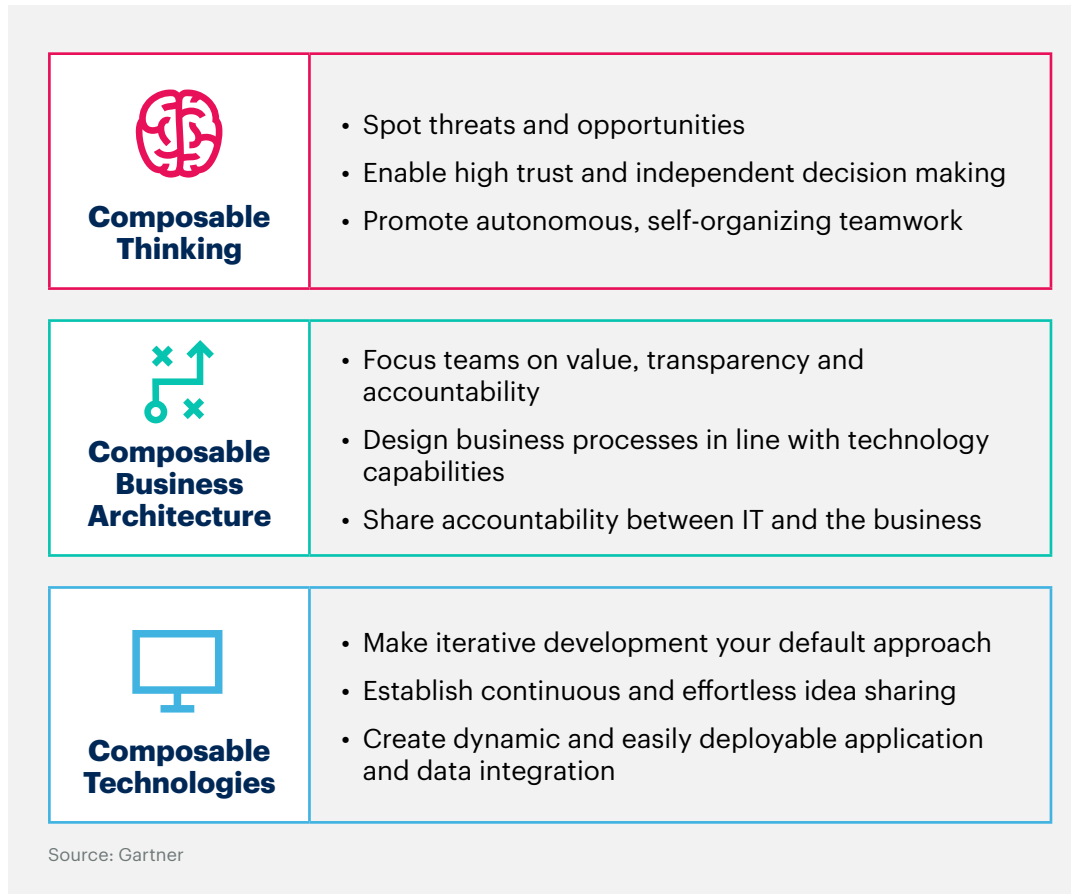 Composable
Thinking
• Spot threats and opportunities
• Enable high trust and independent decision making
• Promote autonomous, self-organizing teamwork
Composable
Business
Architecture
• Focus teams on value, transparency and
accountability
• Design business processes in line with technology
capabilities
• Share accountability between IT and the business
Composable
Technologies
• Make iterative development your default approach
• Establish continuous and effortless idea sharing
• Create dynamic and easily deployable application
and data integration
Source: Gartner